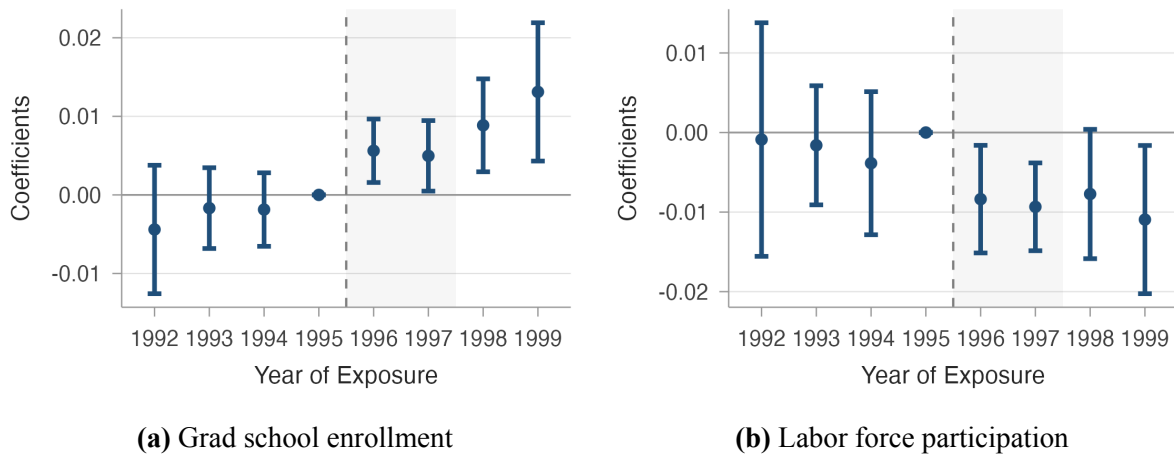 0.02
0.01
0.00
-0.01
Coefficients
1992 1993 1994 1995 1996 1997 1998 1999
Year of Exposure
(a) Grad school enrollment
0.01
0.00
-0.01
-0.02
Coefficients
1992 1993 1994 1995 1996 1997 1998 1999
Year of Exposure
(b) Labor force participation